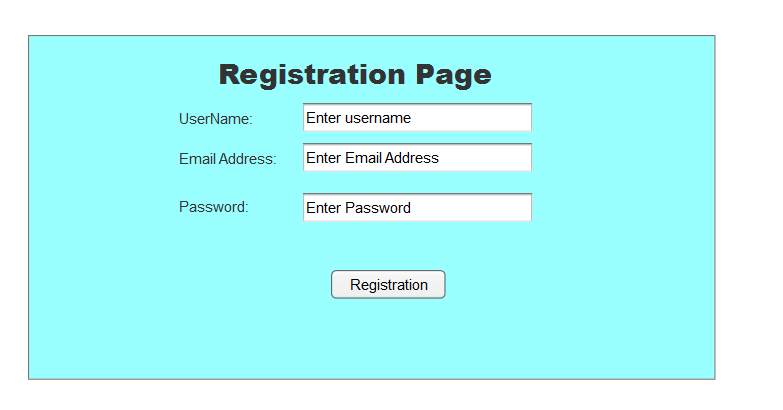 Registration Page
UserName: Enter username
Email Address: Enter Email Address
Password: Enter Password
Registration